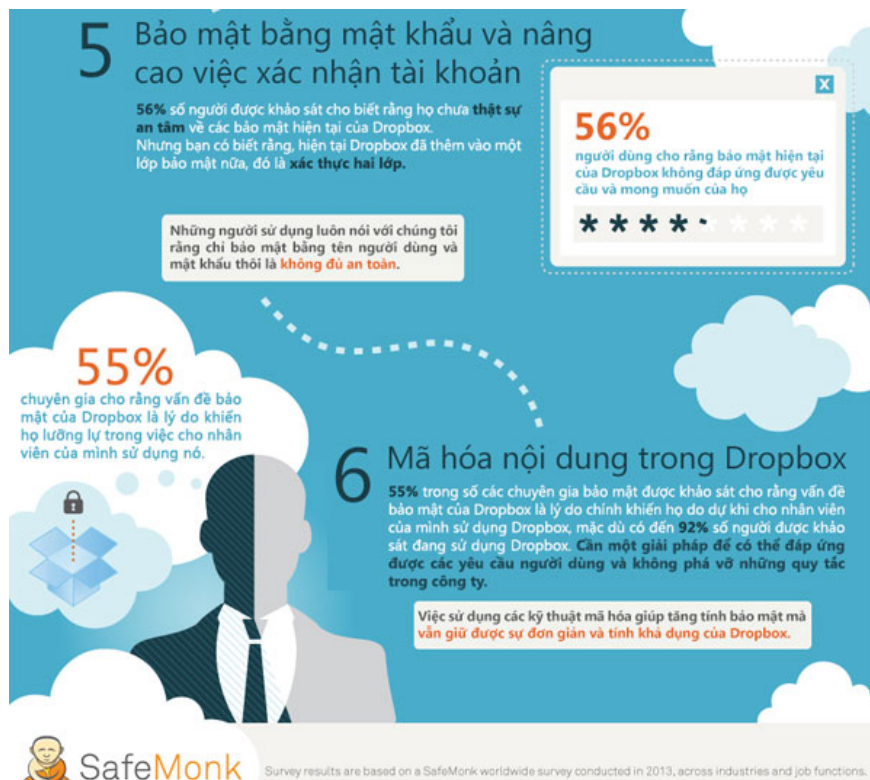 5 Bảo mật bằng mật khẩu và nâng
cao việc xác nhận tài khoản
56% số người được khảo sát cho biết rằng họ chưa thật sự
an tâm về các bảo mật hiện tại của Dropbox.
Nhưng bạn có biết rằng, hiện tại Dropbox đã thêm vào một
lớp bảo mật nữa, đó là xác thực hai lớp.
X
56%
người dùng cho rằng bảo mật hiện tại
của Dropbox không đáp ứng được yêu
cầu và mong muốn của họ
Những người sử dụng luôn nói với chúng tôi
rằng chỉ bảo mật bằng tên người dùng và
mật khẩu thôi là không đủ an toàn.
55%
chuyên gia cho rằng vấn đề bảo
mật của Dropbox là lý do khiến
họ lưỡng lự trong việc cho nhân
viên của mình sử dụng nó.
6 Mã hóa nội dung trong Dropbox
55% trong số các chuyên gia bảo mật được khảo sát cho rằng vấn đề
bảo mật của Dropbox là lý do chính khiến họ do dự khi cho nhân viên
của mình sử dụng Dropbox, mặc dù có đến 92% số người được khảo
sát đang sử dụng Dropbox. Cần một giải pháp để có thể đáp ứng
được các yêu cầu người dùng và không phá vỡ những quy tắc
trong công ty.
Việc sử dụng các kỹ thuật mã hóa giúp tăng tính bảo mật mà
vẫn giữ được sự đơn giản và tính khả dụng của Dropbox.
SafeMonk
Survey results are based on a SafeMonk worldwide survey conducted in 2013, across industries and job functions.